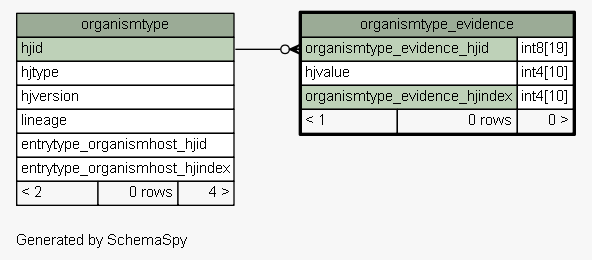 organismtype
hjid
hjtype
hjversion
lineage
entrytype_organismhost_hjid
entrytype_organismhost_hjindex
< 2 0 rows 4 >
organismtype_evidence
organismtype_evidence_hjid int8[19]
hjvalue int4[10]
organismtype_evidence_hjindex int4[10]
< 1 0 rows 0 >
Generated by SchemaSpy